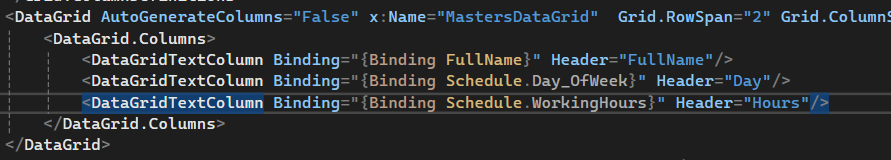 <DataGrid AutoGenerateColumns="False" x:Name="MastersDataGrid"  Grid.RowSpan="2" Grid.ColumnS
<DataGrid.Columns>
<DataGridTextColumn Binding="{Binding FullName}" Header="FullName"/>
<DataGridTextColumn Binding="{Binding Schedule.Day_OfWeek}" Header="Day"/>
<DataGridTextColumn Binding="{Binding Schedule.WorkingHours}" Header="Hours"/>
</DataGrid.Columns>
</DataGrid>